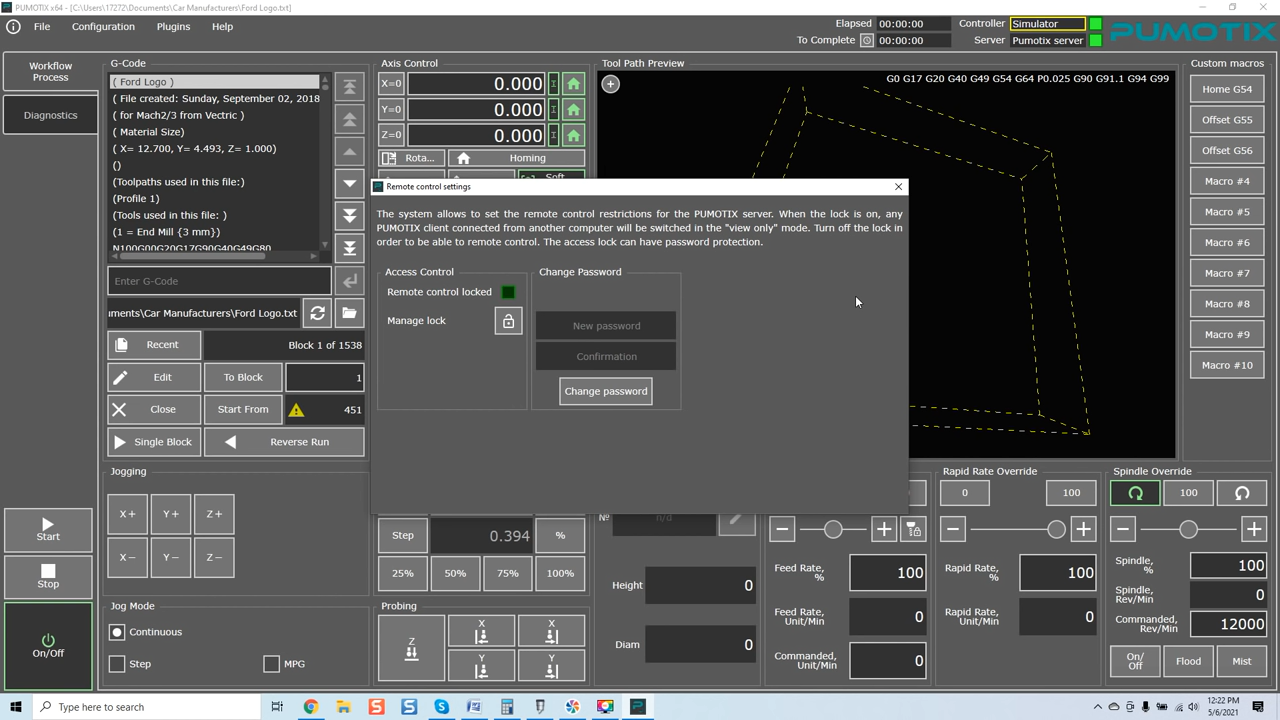 PUMOTIX x64 - [C:\Users\17272\Documents\Car Manufacturers\Ford Logo.txt]
File Configuration Plugins Help
Elapsed 00:00:00 Controller Simulator
To Complete 00:00:00 Server Pumotix server
PUMOTIX
Workflow
Process
Diagnostics
G-Code
( Ford Logo )
( File created: Sunday, September 02, 2018
( for Mach2/3 from Vectric )
( Material Size)
( X= 12.700, Y= 4.493, Z= 1.000)
()
(Toolpaths used in this file:)
(Profile 1)
(Tools used in this file: )
(1 = End Mill {3 mm})
N100G00G20G17G90G40G49G80
Enter G-Code
uments\Car Manufacturers\Ford Logo.txt
Recent Block 1 of 1538
Edit To Block 1
Close Start From 451
Single Block Reverse Run
Axis Control
X=0 0.000
Y=0 0.000
Z=0 0.000
Rota... Homing
Soft
Tool Path Preview
G0 G17 G20 G40 G49 G54 G64 P0.025 G90 G91.1 G94 G99
Custom macros
Home G54
Offset G55
Offset G56
Macro #4
Macro #5
Macro #6
Macro #7
Macro #8
Macro #9
Macro #10
Remote control settings
The system allows to set the remote control restrictions for the PUMOTIX server. When the lock is on, any
PUMOTIX client connected from another computer will be switched in the "view only" mode. Turn off the lock in
order to be able to remote control. The access lock can have password protection.
Access Control
Remote control locked
Manage lock
Change Password
New password
Confirmation
Change password
Jogging
X+ Y+ Z+
X− Y− Z−
Jog Mode
Continuous
Step MPG
Start
Stop
On/Off
Step 0.394 %
25% 50% 75% 100%
Probing
Z X X
Y Y
№ n/d
Height 0
Diam 0
Feed Rate,
% 100
Feed Rate,
Unit/Min 0
Commanded,
Unit/Min 0
Rapid Rate Override
0 100
Rapid Rate,
% 100
Rapid Rate,
Unit/Min 0
Spindle Override
100
Spindle,
% 100
Spindle,
Rev/Min 0
Commanded,
Rev/Min 12000
On/
Off Flood Mist
Type here to search
12:22 PM
5/6/2021